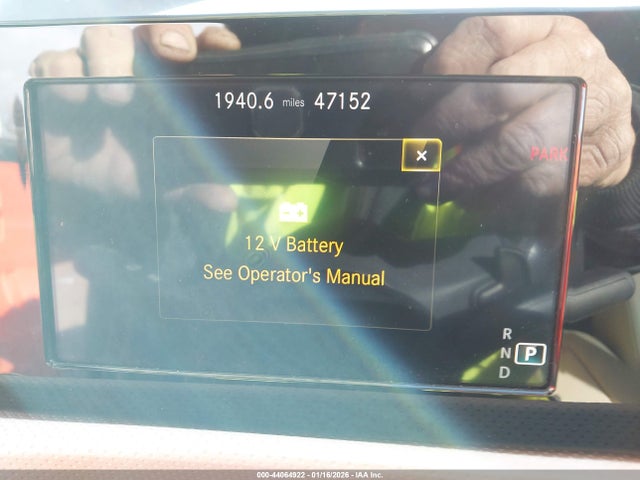 1940.6 miles 47152
×
PARK
12 V Battery
See Operator's Manual
R
N P
D
000-44064922 - 01/16/2026 - IAA Inc.